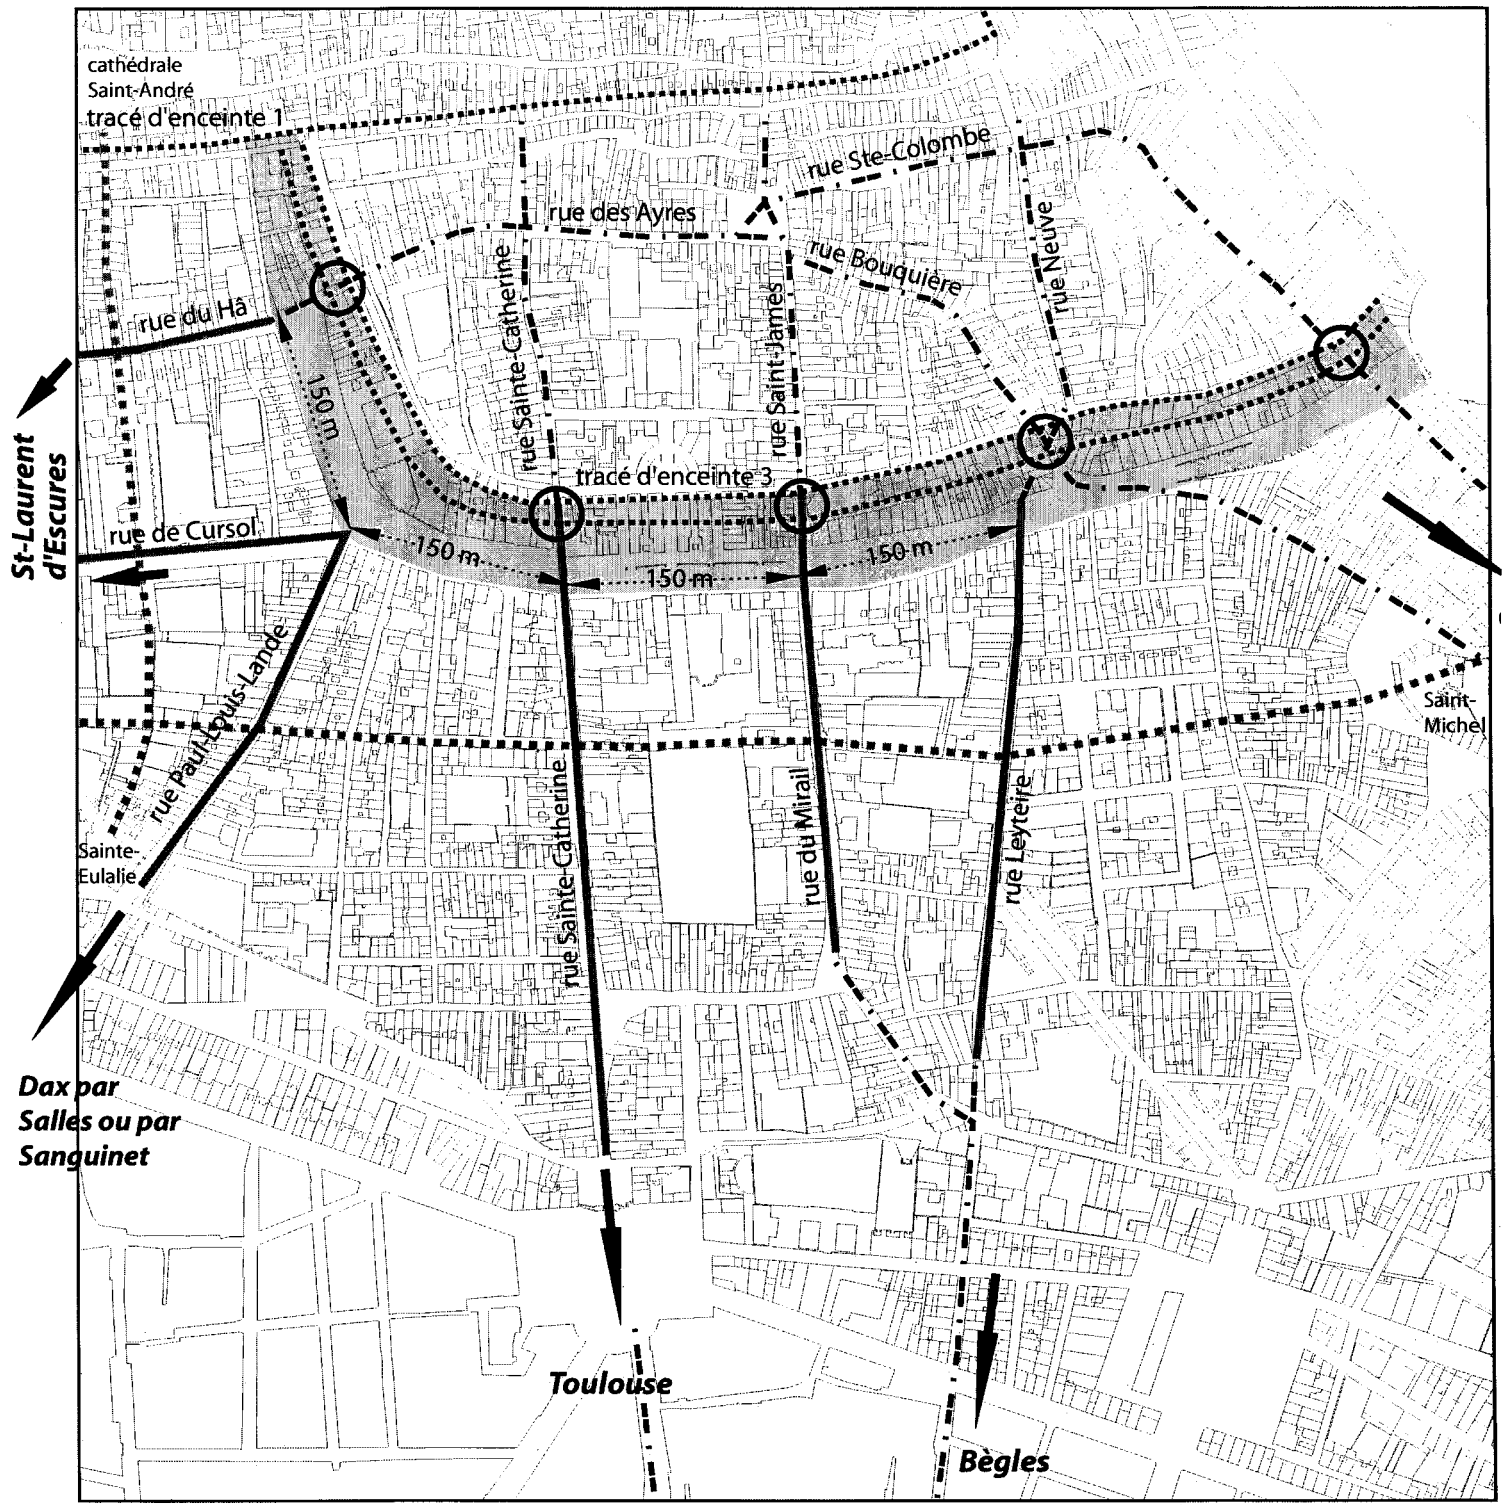 cathédrale
Saint-André
tracé d'enceinte 1
rue Ste-Colombe
rue des Ayres
rue Neuve
rue Bouquière
rue Sainte-Catherine
rue Saint-James
rue du Hâ
150 m
St-Laurent
d'Escures
tracé d'enceinte 3
rue de Cursol
150 m
150 m
150 m
rue Paul-Louis-Lande
Saint-
Michel
rue Sainte-Catherine
rue du Mirail
rue Leyteire
Sainte-
Eulalie
Dax par
Salles ou par
Sanguinet
Toulouse
Bègles